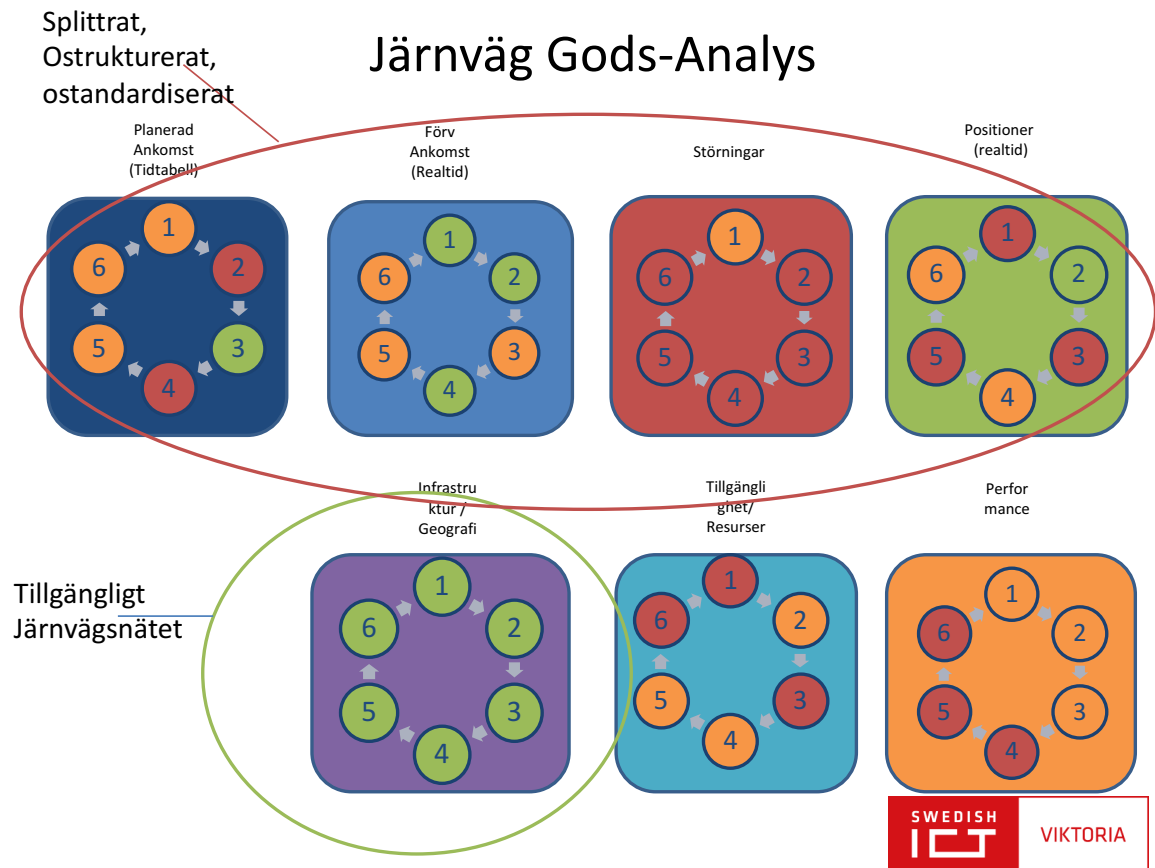 Splittrat,
Ostrukturerat,
ostandardiserat
Järnväg Gods-Analys
Planerad
Ankomst
(Tidtabell)
Förv
Ankomst
(Realtid)
Störningar
Positioner
(realtid)
1
2
3
4
5
6
1
2
3
4
5
6
1
2
3
4
5
6
1
2
3
4
5
6
Infrastru
ktur /
Geografi
Tillgängli
ghet/
Resurser
Perfor
mance
Tillgängligt
Järnvägsnätet
1
2
3
4
5
6
1
2
3
4
5
6
1
2
3
4
5
6
SWEDISH
ICT
VIKTORIA